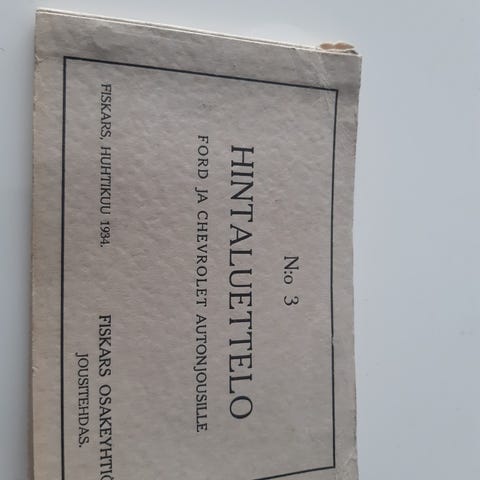 N:o 3
HINTALUETTELO
FORD JA CHEVROLET AUTONJOUSILLE
FISKARS OSAKEYHTIÖ
JOUSITEHDAS.
FISKARS, HUHTIKUU 1934.